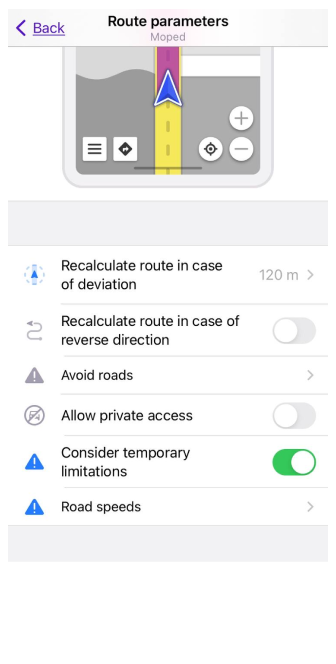 Back
Route parameters
Moped
Recalculate route in case
of deviation
120 m
Recalculate route in case of
reverse direction
Avoid roads
Allow private access
Consider temporary
limitations
Road speeds